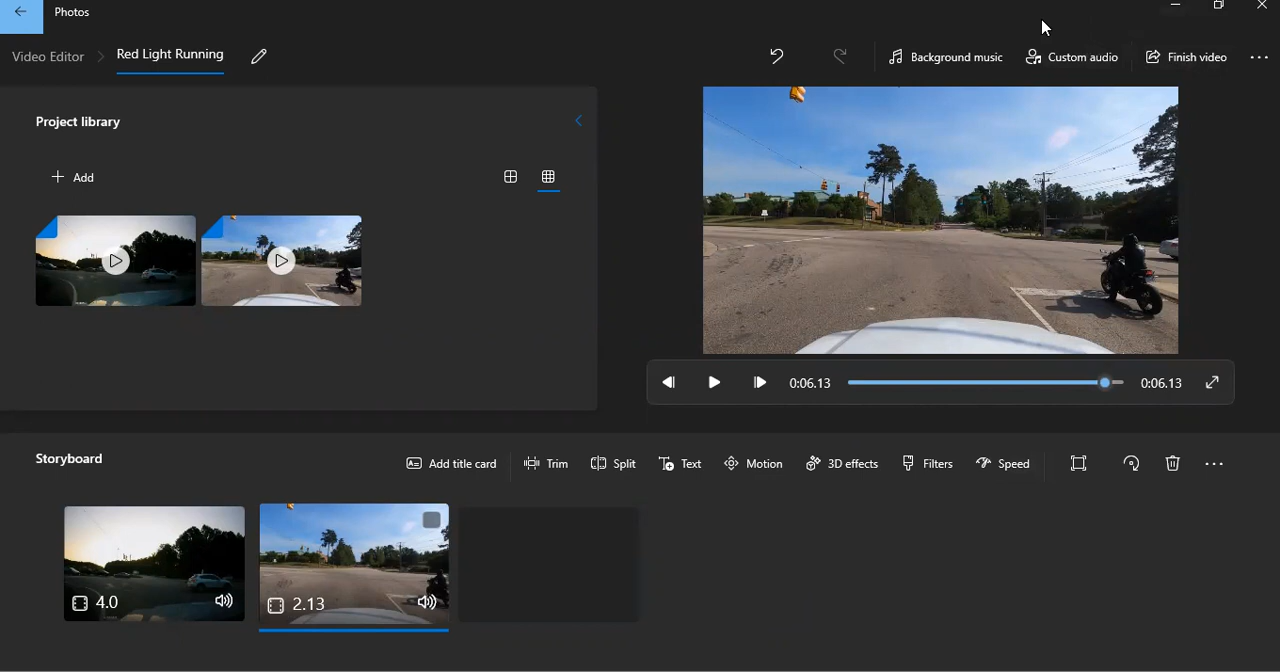 Photos
Video Editor
Red Light Running
Background music
Custom audio
Finish video
Project library
Add
0:06.13
0:06.13
Storyboard
Add title card
Trim
Split
Text
Motion
3D effects
Filters
Speed
4.0
2.13